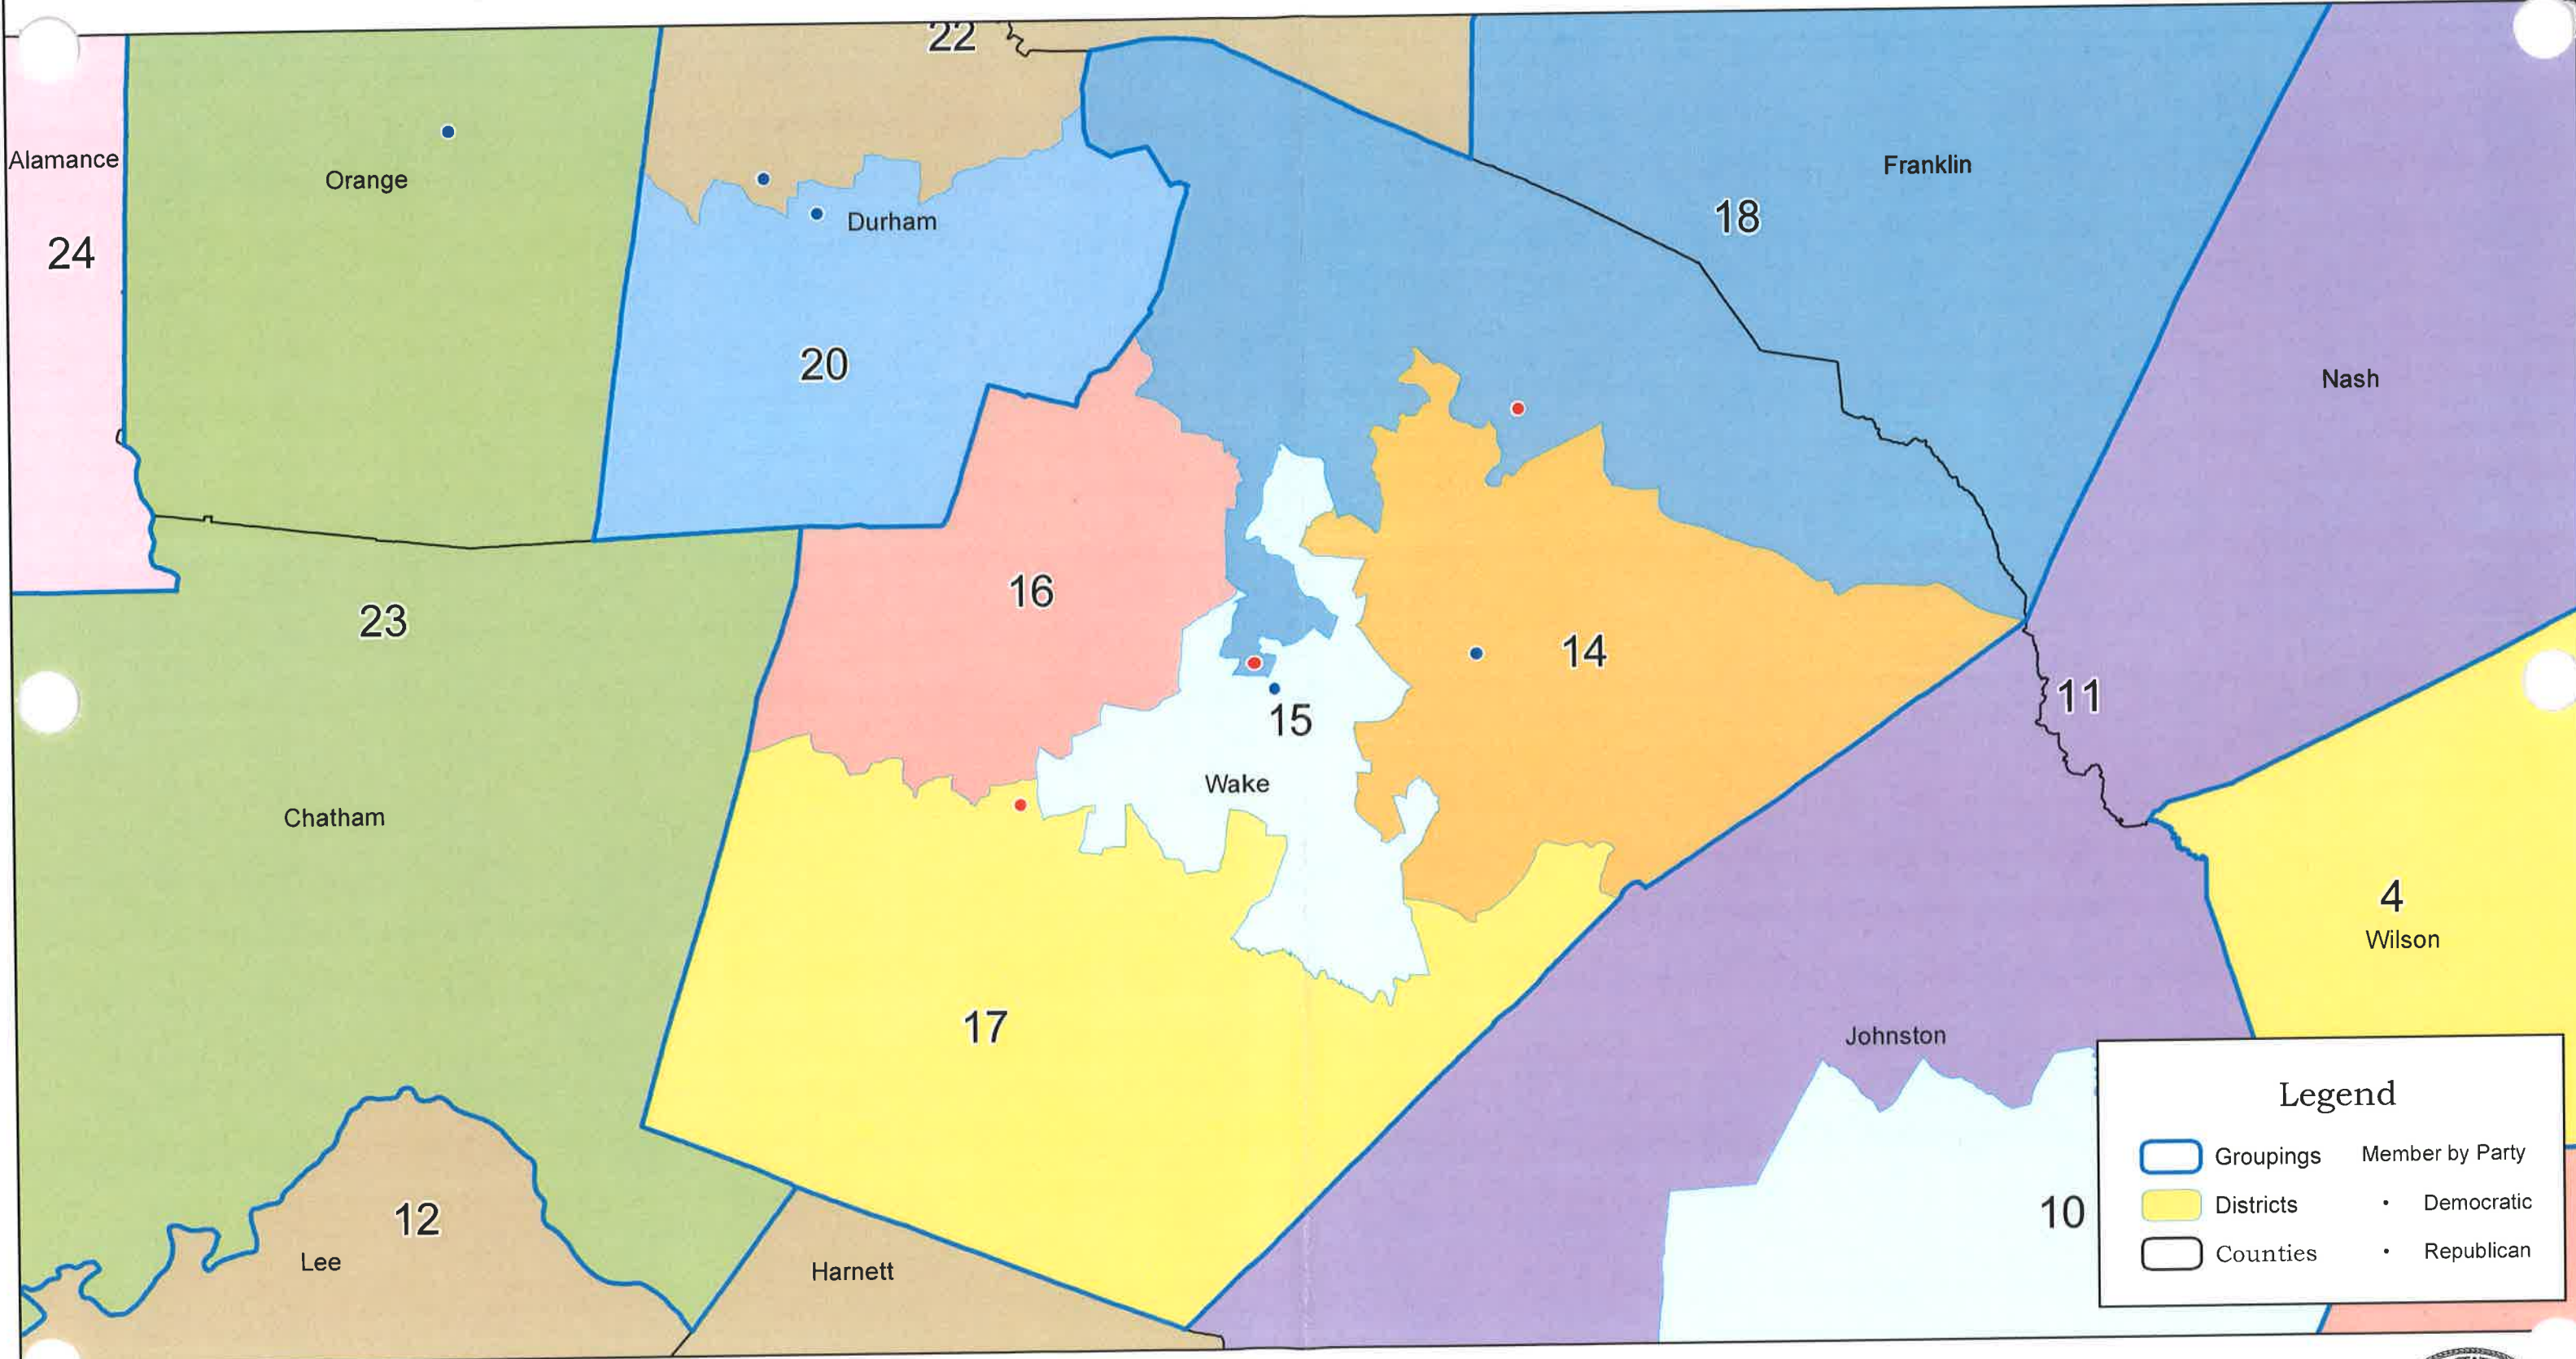 22
Alamance
Orange
Franklin
18
Durham
24
20
Nash
16
23
14
11
15
Wake
Chatham
4
Wilson
17
Johnston
Legend
Groupings Member by Party
12
10
Districts • Democratic
Lee
Harnett
Counties • Republican